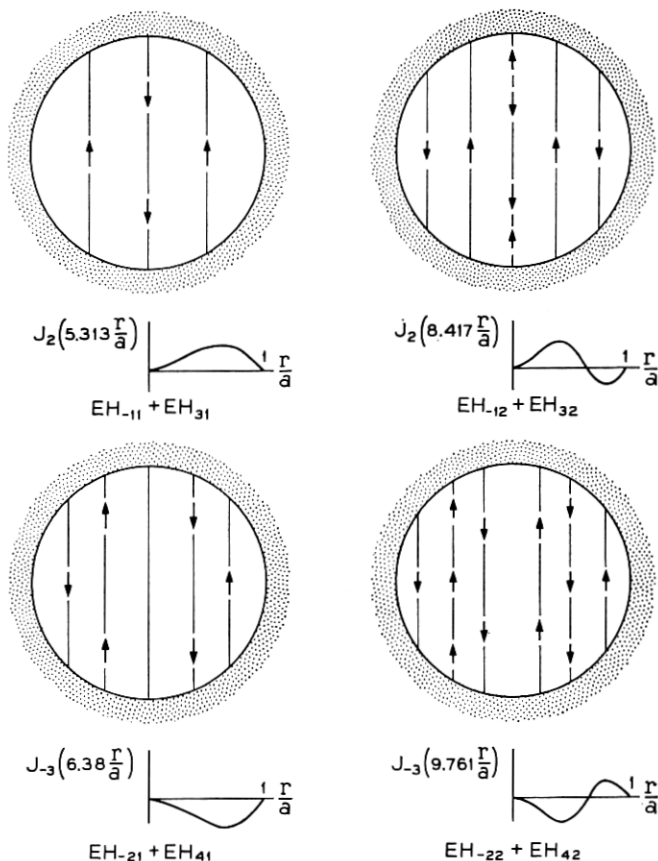 J₂(5.313 r/a) 1 r/a
EH₋₁₁ + EH₃₁
J₂(8.417 r/a) 1 r/a
EH₋₁₂ + EH₃₂
J₋₃(6.38 r/a) 1 r/a
EH₋₂₁ + EH₄₁
J₋₃(9.761 r/a) 1 r/a
EH₋₂₂ + EH₄₂